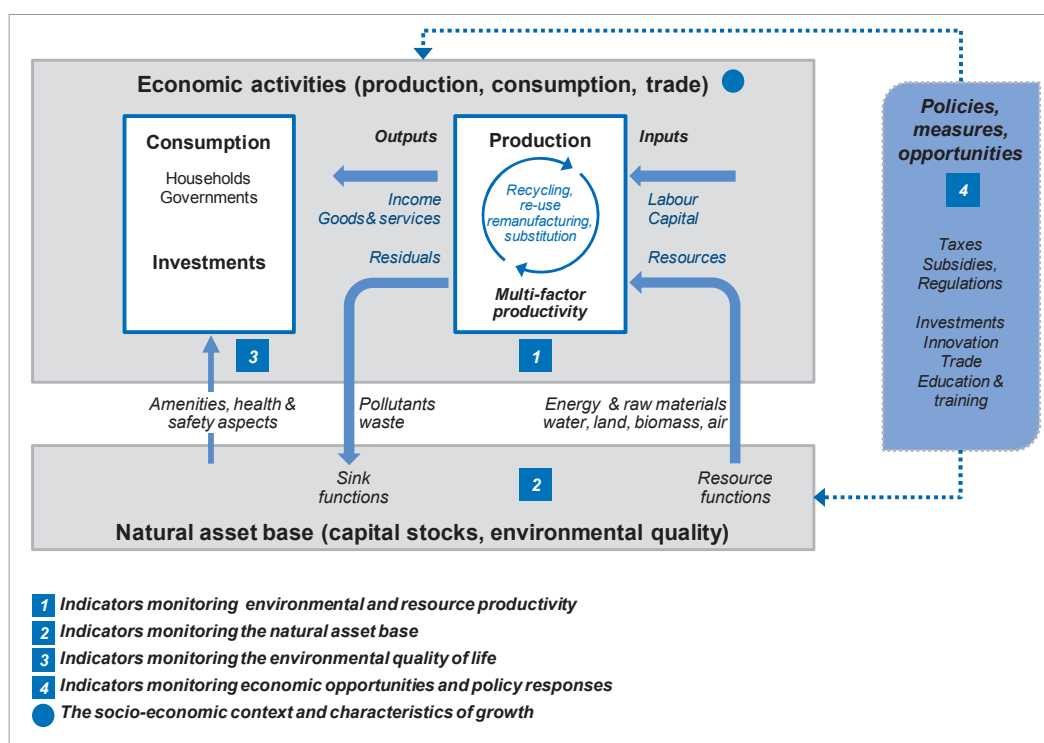 Economic activities (production, consumption, trade)
Consumption
Households
Governments
Investments
Outputs
Income
Goods& services
Residuals
Production
Recycling,
re-use
remanufacturing,
substitution
Multi-factor
productivity
Inputs
Labour
Capital
Resources
3
1
Amenities, health &
safety aspects
Pollutants
waste
Energy & raw materials
water, land, biomass, air
Sink
functions
2
Resource
functions
Natural asset base (capital stocks, environmental quality)
Policies,
measures,
opportunities
4
Taxes
Subsidies,
Regulations
Investments
Innovation
Trade
Education &
training
1 Indicators monitoring environmental and resource productivity
2 Indicators monitoring the natural asset base
3 Indicators monitoring the environmental quality of life
4 Indicators monitoring economic opportunities and policy responses
The socio-economic context and characteristics of growth